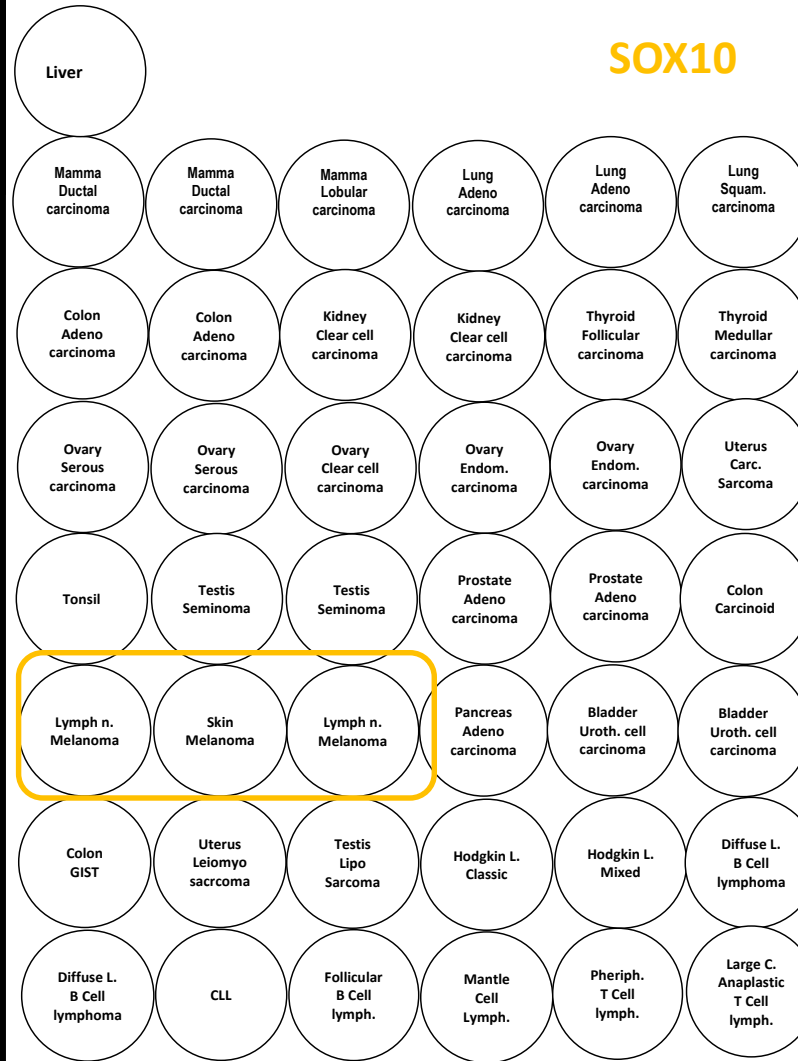 Liver
SOX10
Mamma
Ductal
carcinoma
Mamma
Ductal
carcinoma
Mamma
Lobular
carcinoma
Lung
Adeno
carcinoma
Lung
Adeno
carcinoma
Lung
Squam.
carcinoma
Colon
Adeno
carcinoma
Colon
Adeno
carcinoma
Kidney
Clear cell
carcinoma
Kidney
Clear cell
carcinoma
Thyroid
Follicular
carcinoma
Thyroid
Medullar
carcinoma
Ovary
Serous
carcinoma
Ovary
Serous
carcinoma
Ovary
Clear cell
carcinoma
Ovary
Endom.
carcinoma
Ovary
Endom.
carcinoma
Uterus
Carc.
Sarcoma
Tonsil
Testis
Seminoma
Testis
Seminoma
Prostate
Adeno
carcinoma
Prostate
Adeno
carcinoma
Colon
Carcinoid
Lymph n.
Melanoma
Skin
Melanoma
Lymph n.
Melanoma
Pancreas
Adeno
carcinoma
Bladder
Uroth. cell
carcinoma
Bladder
Uroth. cell
carcinoma
Colon
GIST
Uterus
Leiomyo
sacrcoma
Testis
Lipo
Sarcoma
Hodgkin L.
Classic
Hodgkin L.
Mixed
Diffuse L.
B Cell
lymphoma
Diffuse L.
B Cell
lymphoma
CLL
Follicular
B Cell
lymph.
Mantle
Cell
Lymph.
Pheriph.
T Cell
lymph.
Large C.
Anaplastic
T Cell
lymph.